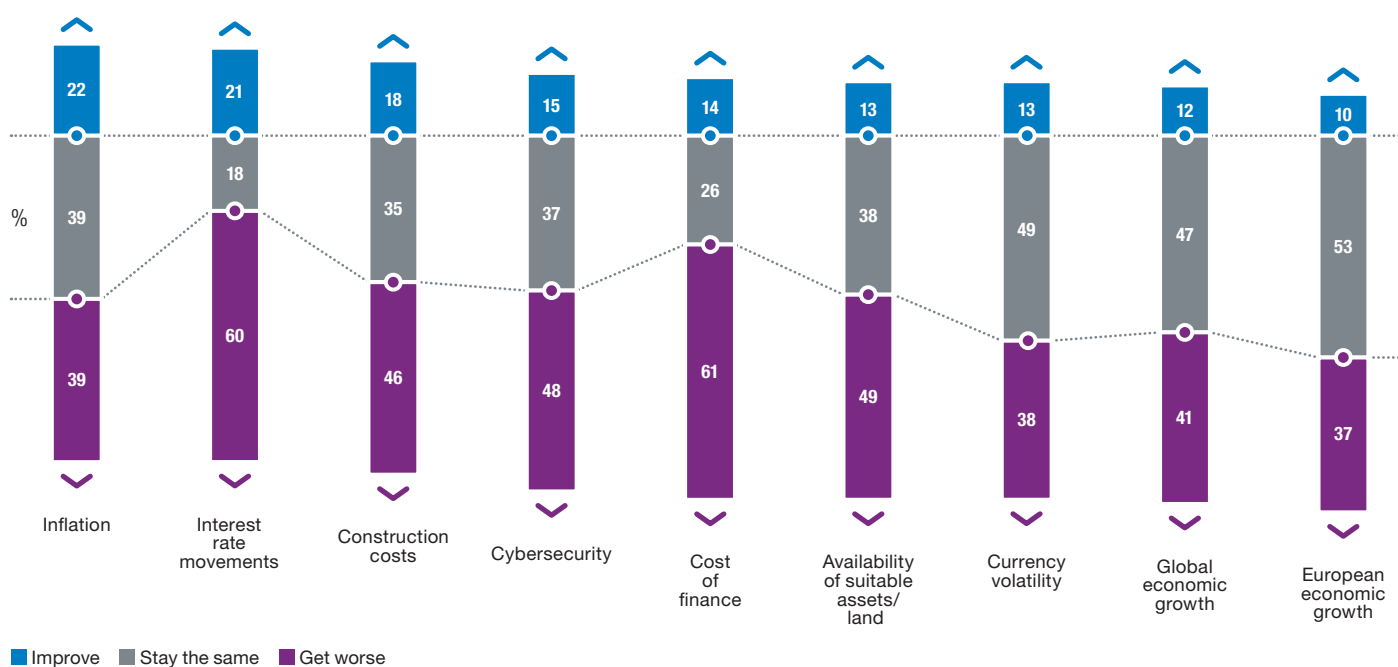 22
21
18
15
14
13
13
12
10
%
39
18
35
37
26
38
49
47
53
39
60
46
48
61
49
38
41
37
Inflation
Interest
rate
movements
Construction
costs
Cybersecurity
Cost
of
finance
Availability
of suitable
assets/
land
Currency
volatility
Global
economic
growth
European
economic
growth
Improve Stay the same Get worse